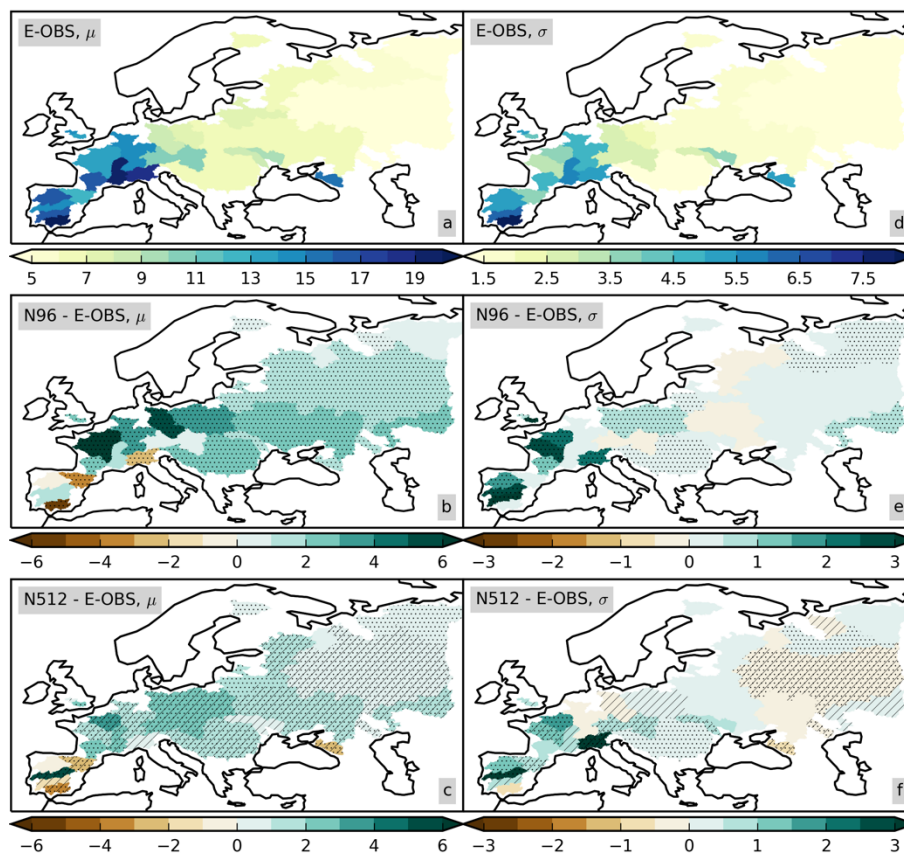 E-OBS, μ
a
E-OBS, σ
d
5 7 9 11 13 15 17 19
1.5 2.5 3.5 4.5 5.5 6.5 7.5
N96 - E-OBS, μ
b
N96 - E-OBS, σ
e
−6 −4 −2 0 2 4 6
−3 −2 −1 0 1 2 3
N512 - E-OBS, μ
c
N512 - E-OBS, σ
f
−6 −4 −2 0 2 4 6
−3 −2 −1 0 1 2 3